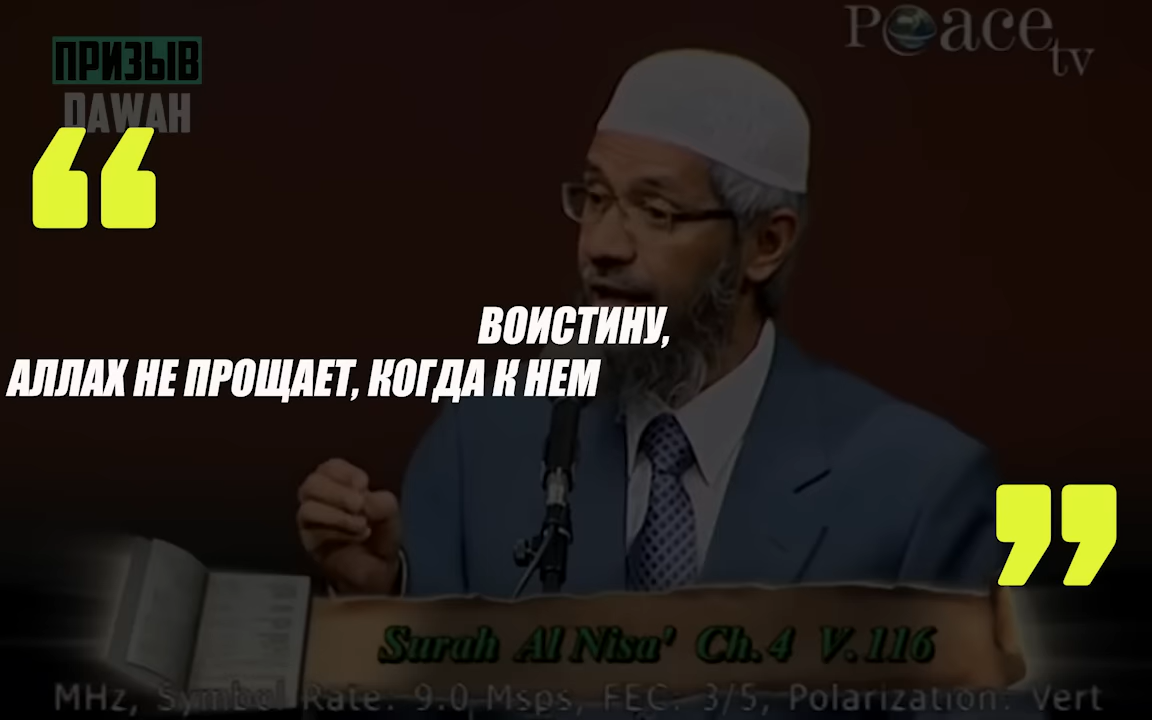 ПРИЗЫВ
DAWAH
Peace tv
“
ВОИСТИНУ,
АЛЛАХ НЕ ПРОЩАЕТ, КОГДА К НЕМ
”
Surah Al Nisa' Ch.4 V.116
MHz, Symbol Rate: 9.0 Msps, FEC: 3/5, Polarization: Vert